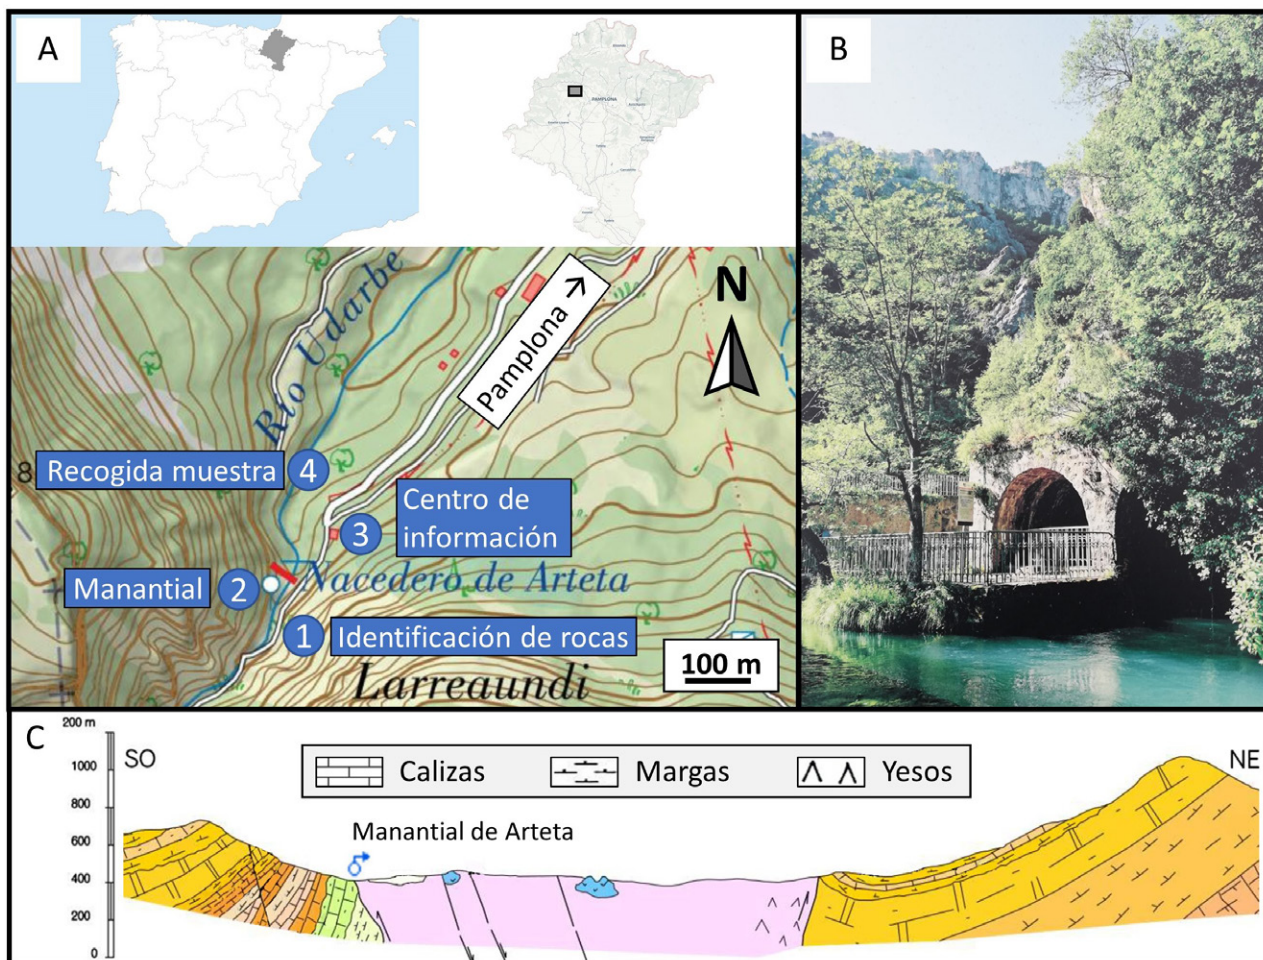 A
PAMPLONA
B
N
Río Udarbe
Pamplona →
8
Recogida muestra
4
Centro de
información
3
Manantial
2
Nacedero de Arteta
1
Identificación de rocas
Larreaundi
100 m
C
200 m
SO
NE
1000
800
600
400
200
0
Calizas
Margas
Yesos
Manantial de Arteta